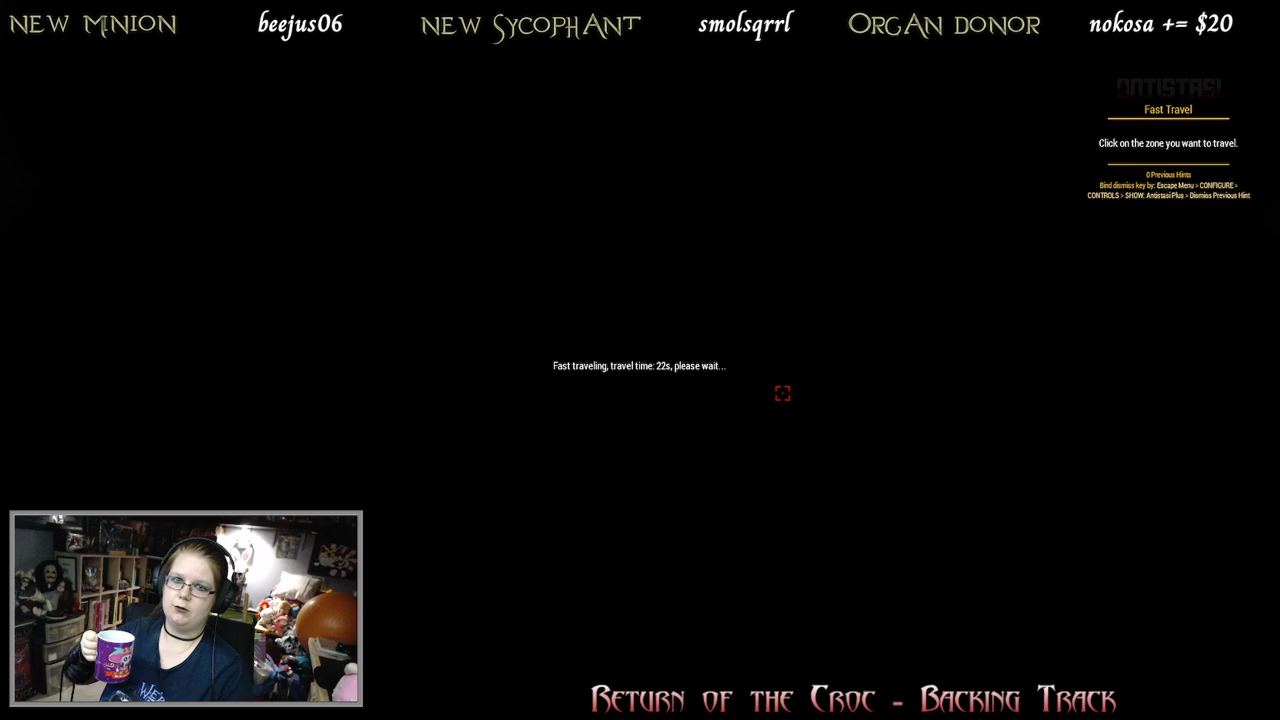 NEW MINION beejus06 NEW SYCOPHANT smolsqrrl ORGAN DONOR nokosa += $20
ANTISTASI
Fast Travel
Click on the zone you want to travel.
0 Previous Hints
Bind dismiss key by: Escape Menu > CONFIGURE >
CONTROLS > SHOW: Antistasi Plus > Dismiss Previous Hint
Fast traveling, travel time: 22s, please wait...
RETURN OF THE CROC - BACKING TRACK